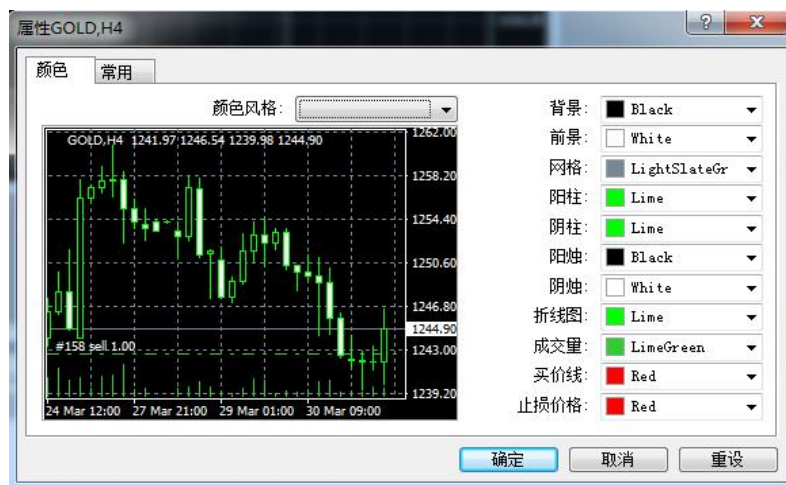 属性GOLD,H4
颜色 常用
颜色风格:
GOLD,H4 1241.97 1246.54 1239.98 1244.90
1262.00
1258.20
1254.40
1250.60
1246.80
1244.90
1243.00
1239.20
#158 sell 1.00
24 Mar 12:00 27 Mar 21:00 29 Mar 01:00 30 Mar 09:00
背景: Black
前景: White
网格: LightSlateGr
阳柱: Lime
阴柱: Lime
阳烛: Black
阴烛: White
折线图: Lime
成交量: LimeGreen
买价线: Red
止损价格: Red
确定 取消 重设